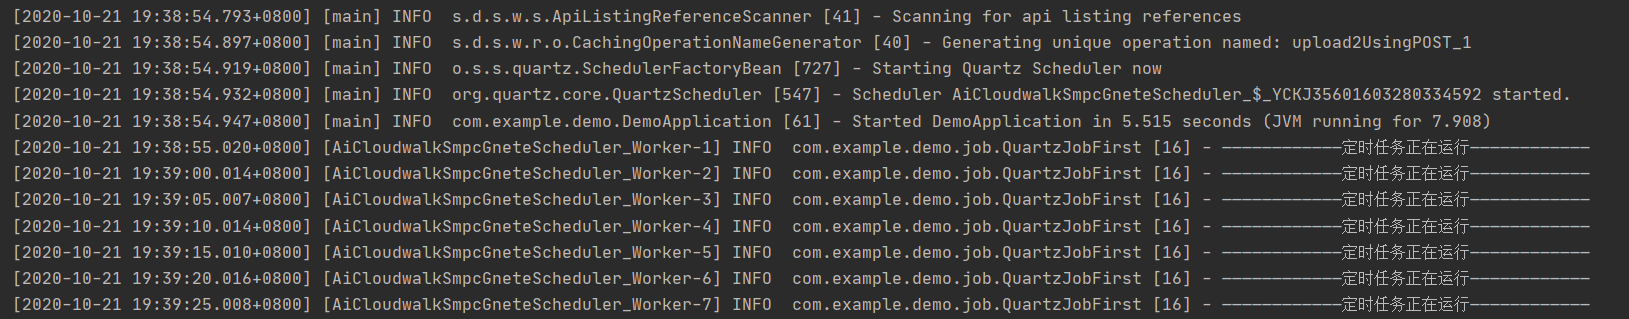 [2020-10-21 19:38:54.793+0800] [main] INFO  s.d.s.w.s.ApiListingReferenceScanner [41] - Scanning for api listing references
[2020-10-21 19:38:54.897+0800] [main] INFO  s.d.s.w.r.o.CachingOperationNameGenerator [40] - Generating unique operation named: upload2UsingPOST_1
[2020-10-21 19:38:54.919+0800] [main] INFO  o.s.s.quartz.SchedulerFactoryBean [727] - Starting Quartz Scheduler now
[2020-10-21 19:38:54.932+0800] [main] INFO  org.quartz.core.QuartzScheduler [547] - Scheduler AiCloudwalkSmpcGneteScheduler_$_YCKJ35601603280334592 started.
[2020-10-21 19:38:54.947+0800] [main] INFO  com.example.demo.DemoApplication [61] - Started DemoApplication in 5.515 seconds (JVM running for 7.908)
[2020-10-21 19:38:55.020+0800] [AiCloudwalkSmpcGneteScheduler_Worker-1] INFO  com.example.demo.job.QuartzJobFirst [16] - ————————————定时任务正在运行————————————
[2020-10-21 19:39:00.014+0800] [AiCloudwalkSmpcGneteScheduler_Worker-2] INFO  com.example.demo.job.QuartzJobFirst [16] - ————————————定时任务正在运行————————————
[2020-10-21 19:39:05.007+0800] [AiCloudwalkSmpcGneteScheduler_Worker-3] INFO  com.example.demo.job.QuartzJobFirst [16] - ————————————定时任务正在运行————————————
[2020-10-21 19:39:10.014+0800] [AiCloudwalkSmpcGneteScheduler_Worker-4] INFO  com.example.demo.job.QuartzJobFirst [16] - ————————————定时任务正在运行————————————
[2020-10-21 19:39:15.010+0800] [AiCloudwalkSmpcGneteScheduler_Worker-5] INFO  com.example.demo.job.QuartzJobFirst [16] - ————————————定时任务正在运行————————————
[2020-10-21 19:39:20.016+0800] [AiCloudwalkSmpcGneteScheduler_Worker-6] INFO  com.example.demo.job.QuartzJobFirst [16] - ————————————定时任务正在运行————————————
[2020-10-21 19:39:25.008+0800] [AiCloudwalkSmpcGneteScheduler_Worker-7] INFO  com.example.demo.job.QuartzJobFirst [16] - ————————————定时任务正在运行————————————